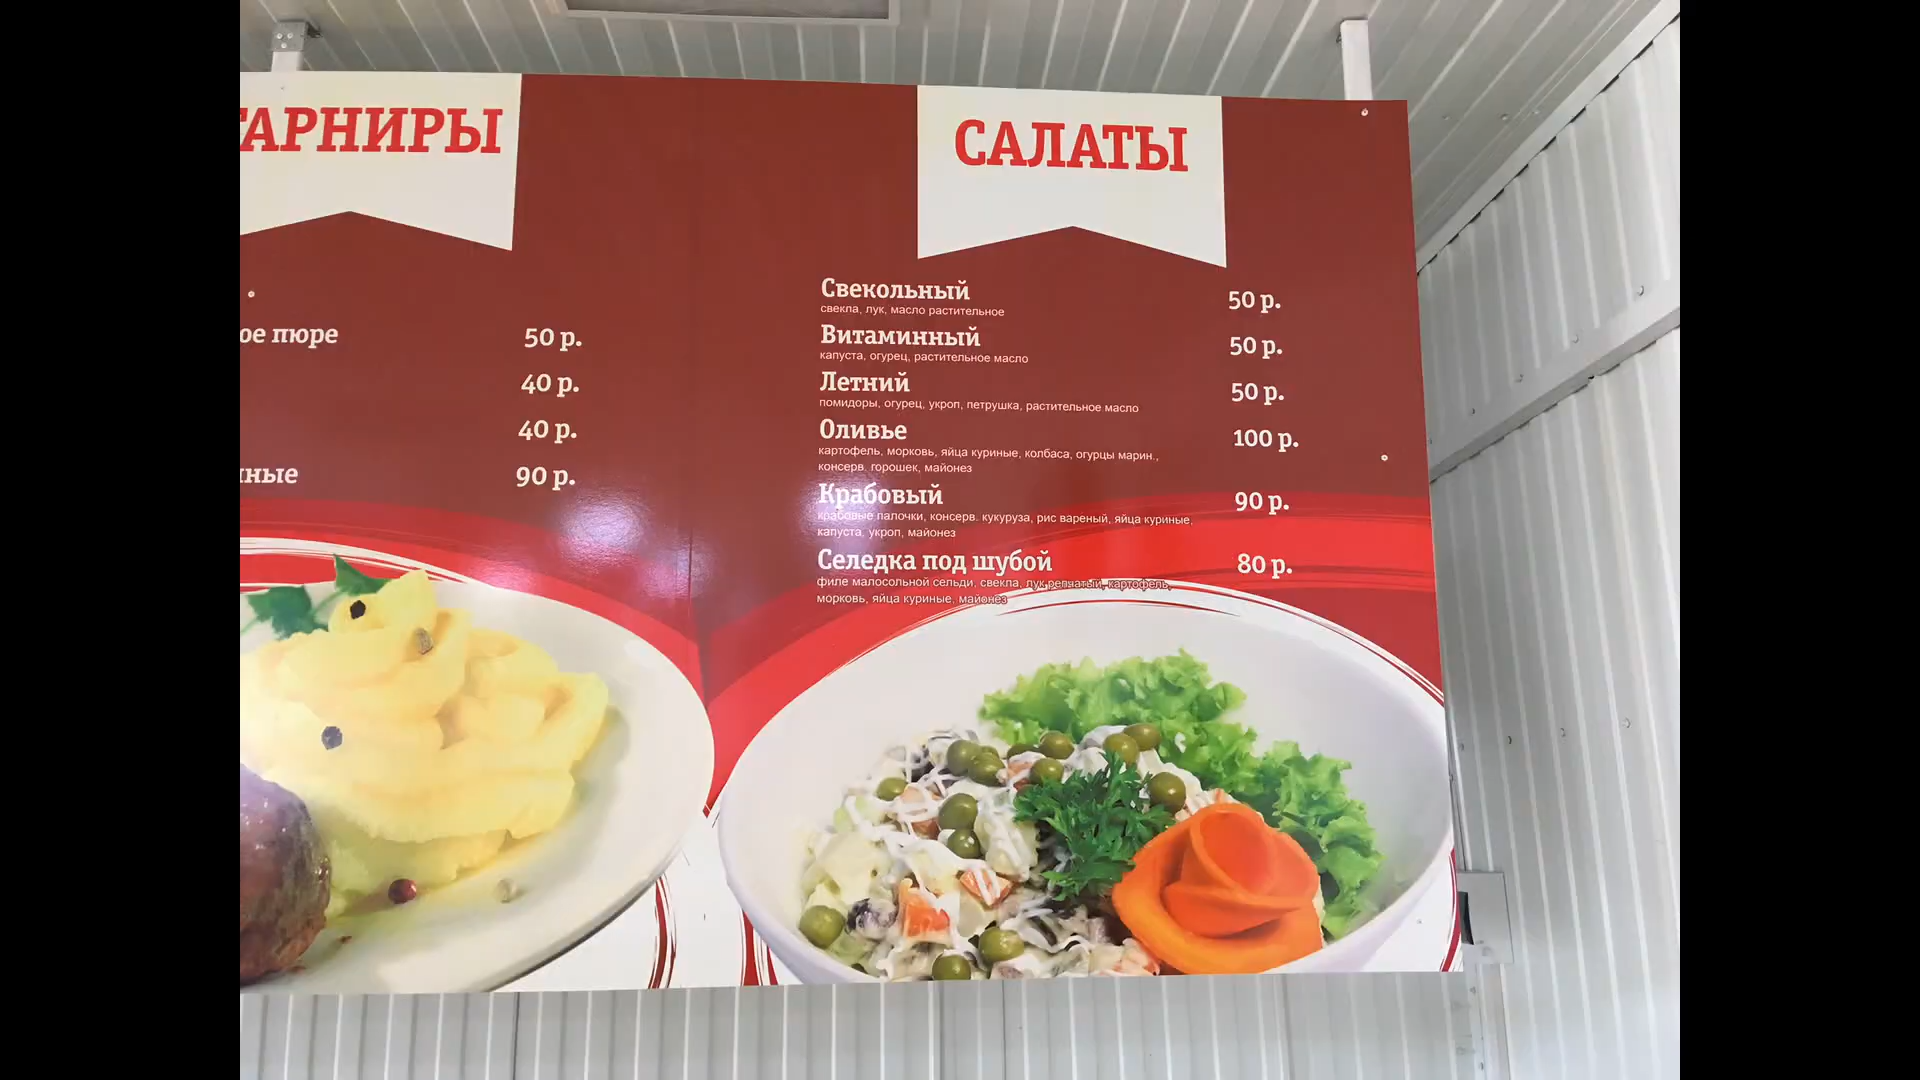 ГАРНИРЫ
ое пюре 50 р.
40 р.
40 р.
ные 90 р.
САЛАТЫ
Свекольный 50 р.
свекла, лук, масло растительное
Витаминный 50 р.
капуста, огурец, растительное масло
Летний 50 р.
помидоры, огурец, укроп, петрушка, растительное масло
Оливье 100 р.
картофель, морковь, яйца куриные, колбаса, огурцы марин.,
консерв. горошек, майонез
Крабовый 90 р.
крабовые палочки, консерв. кукуруза, рис вареный, яйца куриные,
капуста, укроп, майонез
Селедка под шубой 80 р.
филе малосольной сельди, свекла, лук репчатый, картофель,
морковь, яйца куриные, майонез